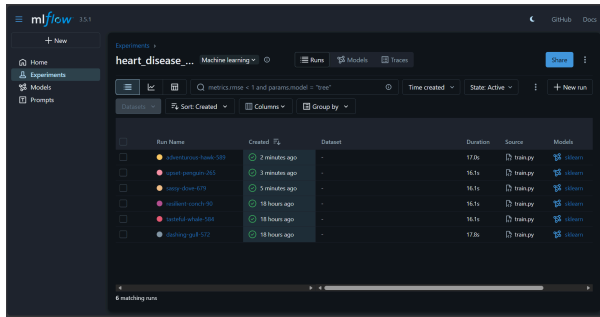 mlflow 3.5.1
GitHub Docs
+ New
Home
Experiments
Models
Prompts
Experiments ›
heart_disease_... Machine learning
Runs Models Traces
Share
metrics.rmse < 1 and params.model = "tree"
Time created State: Active + New run
Datasets Sort: Created Columns Group by
Run Name Created Dataset Duration Source Models
adventurous-hawk-589 2 minutes ago - 17.0s train.py sklearn
upset-penguin-265 3 minutes ago - 16.1s train.py sklearn
sassy-dove-679 5 minutes ago - 16.1s train.py sklearn
resilient-conch-90 18 hours ago - 16.1s train.py sklearn
tasteful-whale-504 18 hours ago - 16.1s train.py sklearn
dashing-gull-572 18 hours ago - 17.8s train.py sklearn
6 matching runs